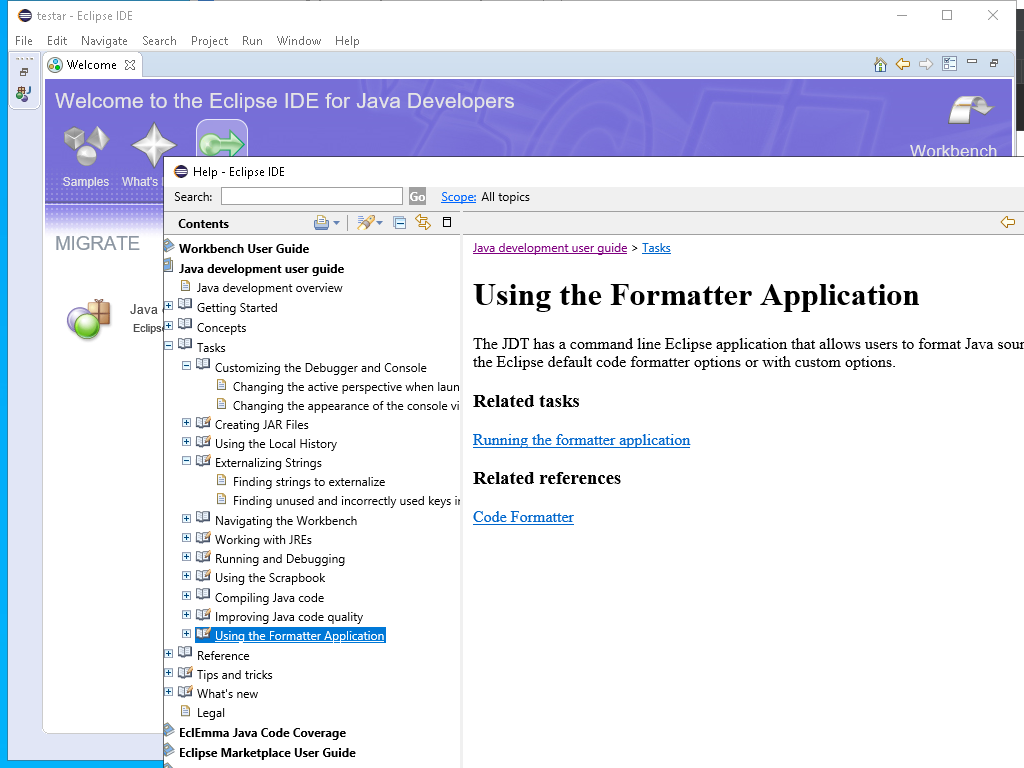 testar - Eclipse IDE
File Edit Navigate Search Project Run Window Help
Welcome
Welcome to the Eclipse IDE for Java Developers
Workbench
Samples What's
MIGRATE
Java
Eclipse
Help - Eclipse IDE
Search: Go Scope: All topics
Contents
Workbench User Guide
Java development user guide
Java development overview
Getting Started
Concepts
Tasks
Customizing the Debugger and Console
Changing the active perspective when laun
Changing the appearance of the console vi
Creating JAR Files
Using the Local History
Externalizing Strings
Finding strings to externalize
Finding unused and incorrectly used keys in
Navigating the Workbench
Working with JREs
Running and Debugging
Using the Scrapbook
Compiling Java code
Improving Java code quality
Using the Formatter Application
Reference
Tips and tricks
What's new
Legal
EclEmma Java Code Coverage
Eclipse Marketplace User Guide
Java development user guide > Tasks
Using the Formatter Application
The JDT has a command line Eclipse application that allows users to format Java sour
the Eclipse default code formatter options or with custom options.
Related tasks
Running the formatter application
Related references
Code Formatter